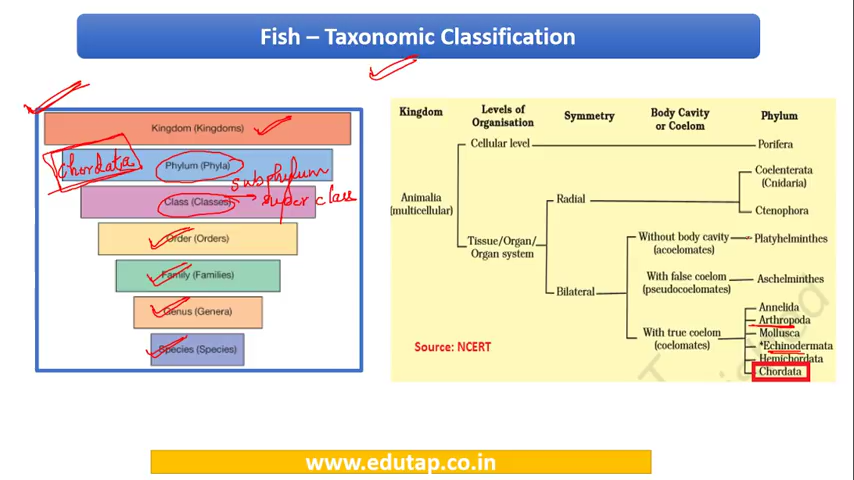 Fish – Taxonomic Classification
Kingdom (Kingdoms)
Chordata
Phylum (Phyla)
subphylum
Class (Classes)
super class
Order (Orders)
Family (Families)
Genus (Genera)
Species (Species)
Kingdom
Levels of
Organisation
Symmetry
Body Cavity
or Coelom
Phylum
Cellular level
Porifera
Animalia
(multicellular)
Tissue/Organ/
Organ system
Radial
Coelenterata
(Cnidaria)
Ctenophora
Bilateral
Without body cavity
(acoelomates)
Platyhelminthes
With false coelom
(pseudocoelomates)
Aschelminthes
With true coelom
(coelomates)
Annelida
Arthropoda
Mollusca
*Echinodermata
Hemichordata
Chordata
Source: NCERT
www.edutap.co.in